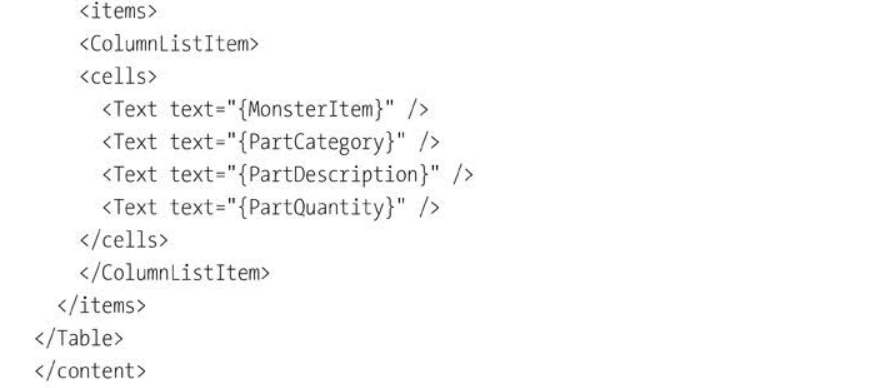 <items>
<ColumnListItem>
<cells>
<Text text="{MonsterItem}" />
<Text text="{PartCategory}" />
<Text text="{PartDescription}" />
<Text text="{PartQuantity}" />
</cells>
</ColumnListItem>
</items>
</Table>
</content>